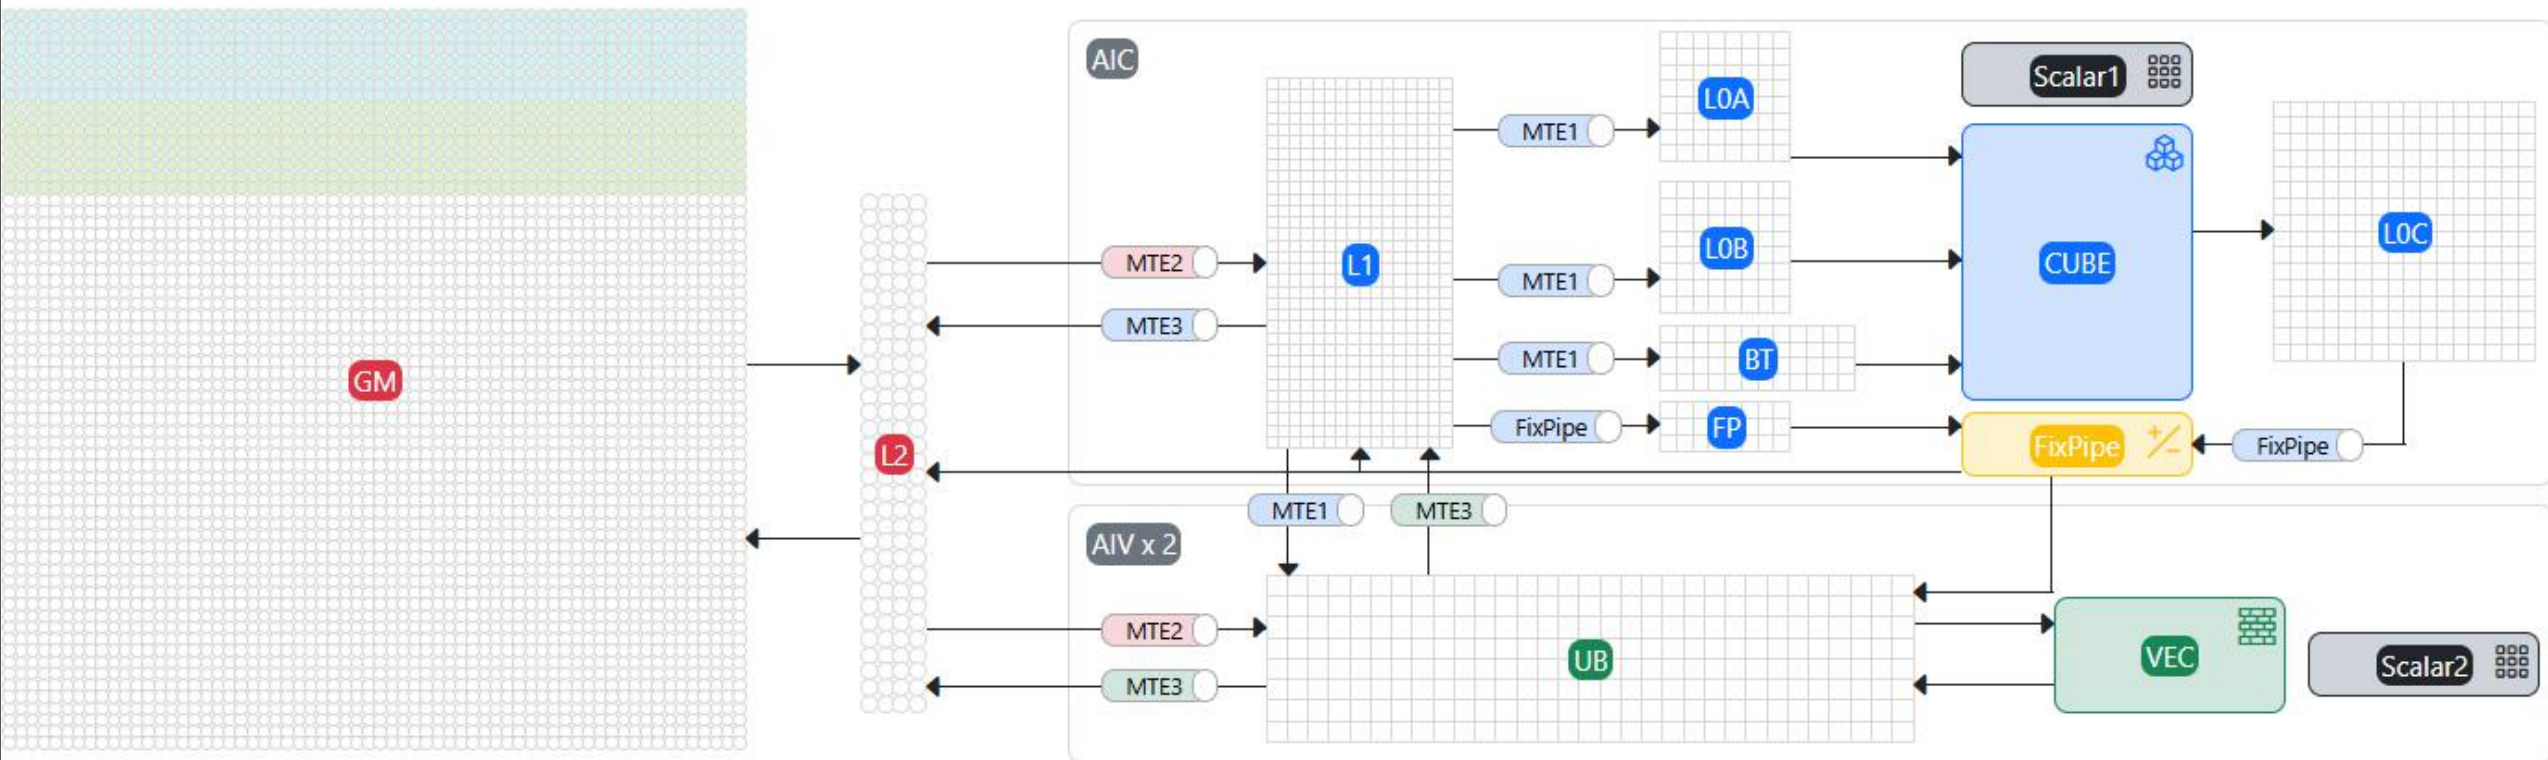 GM
L2
AIC
MTE2
MTE3
L1
MTE1
MTE1
MTE1
FixPipe
L0A
L0B
BT
FP
Scalar1
CUBE
FixPipe
L0C
FixPipe
MTE1
MTE3
AIV x 2
MTE2
MTE3
UB
VEC
Scalar2